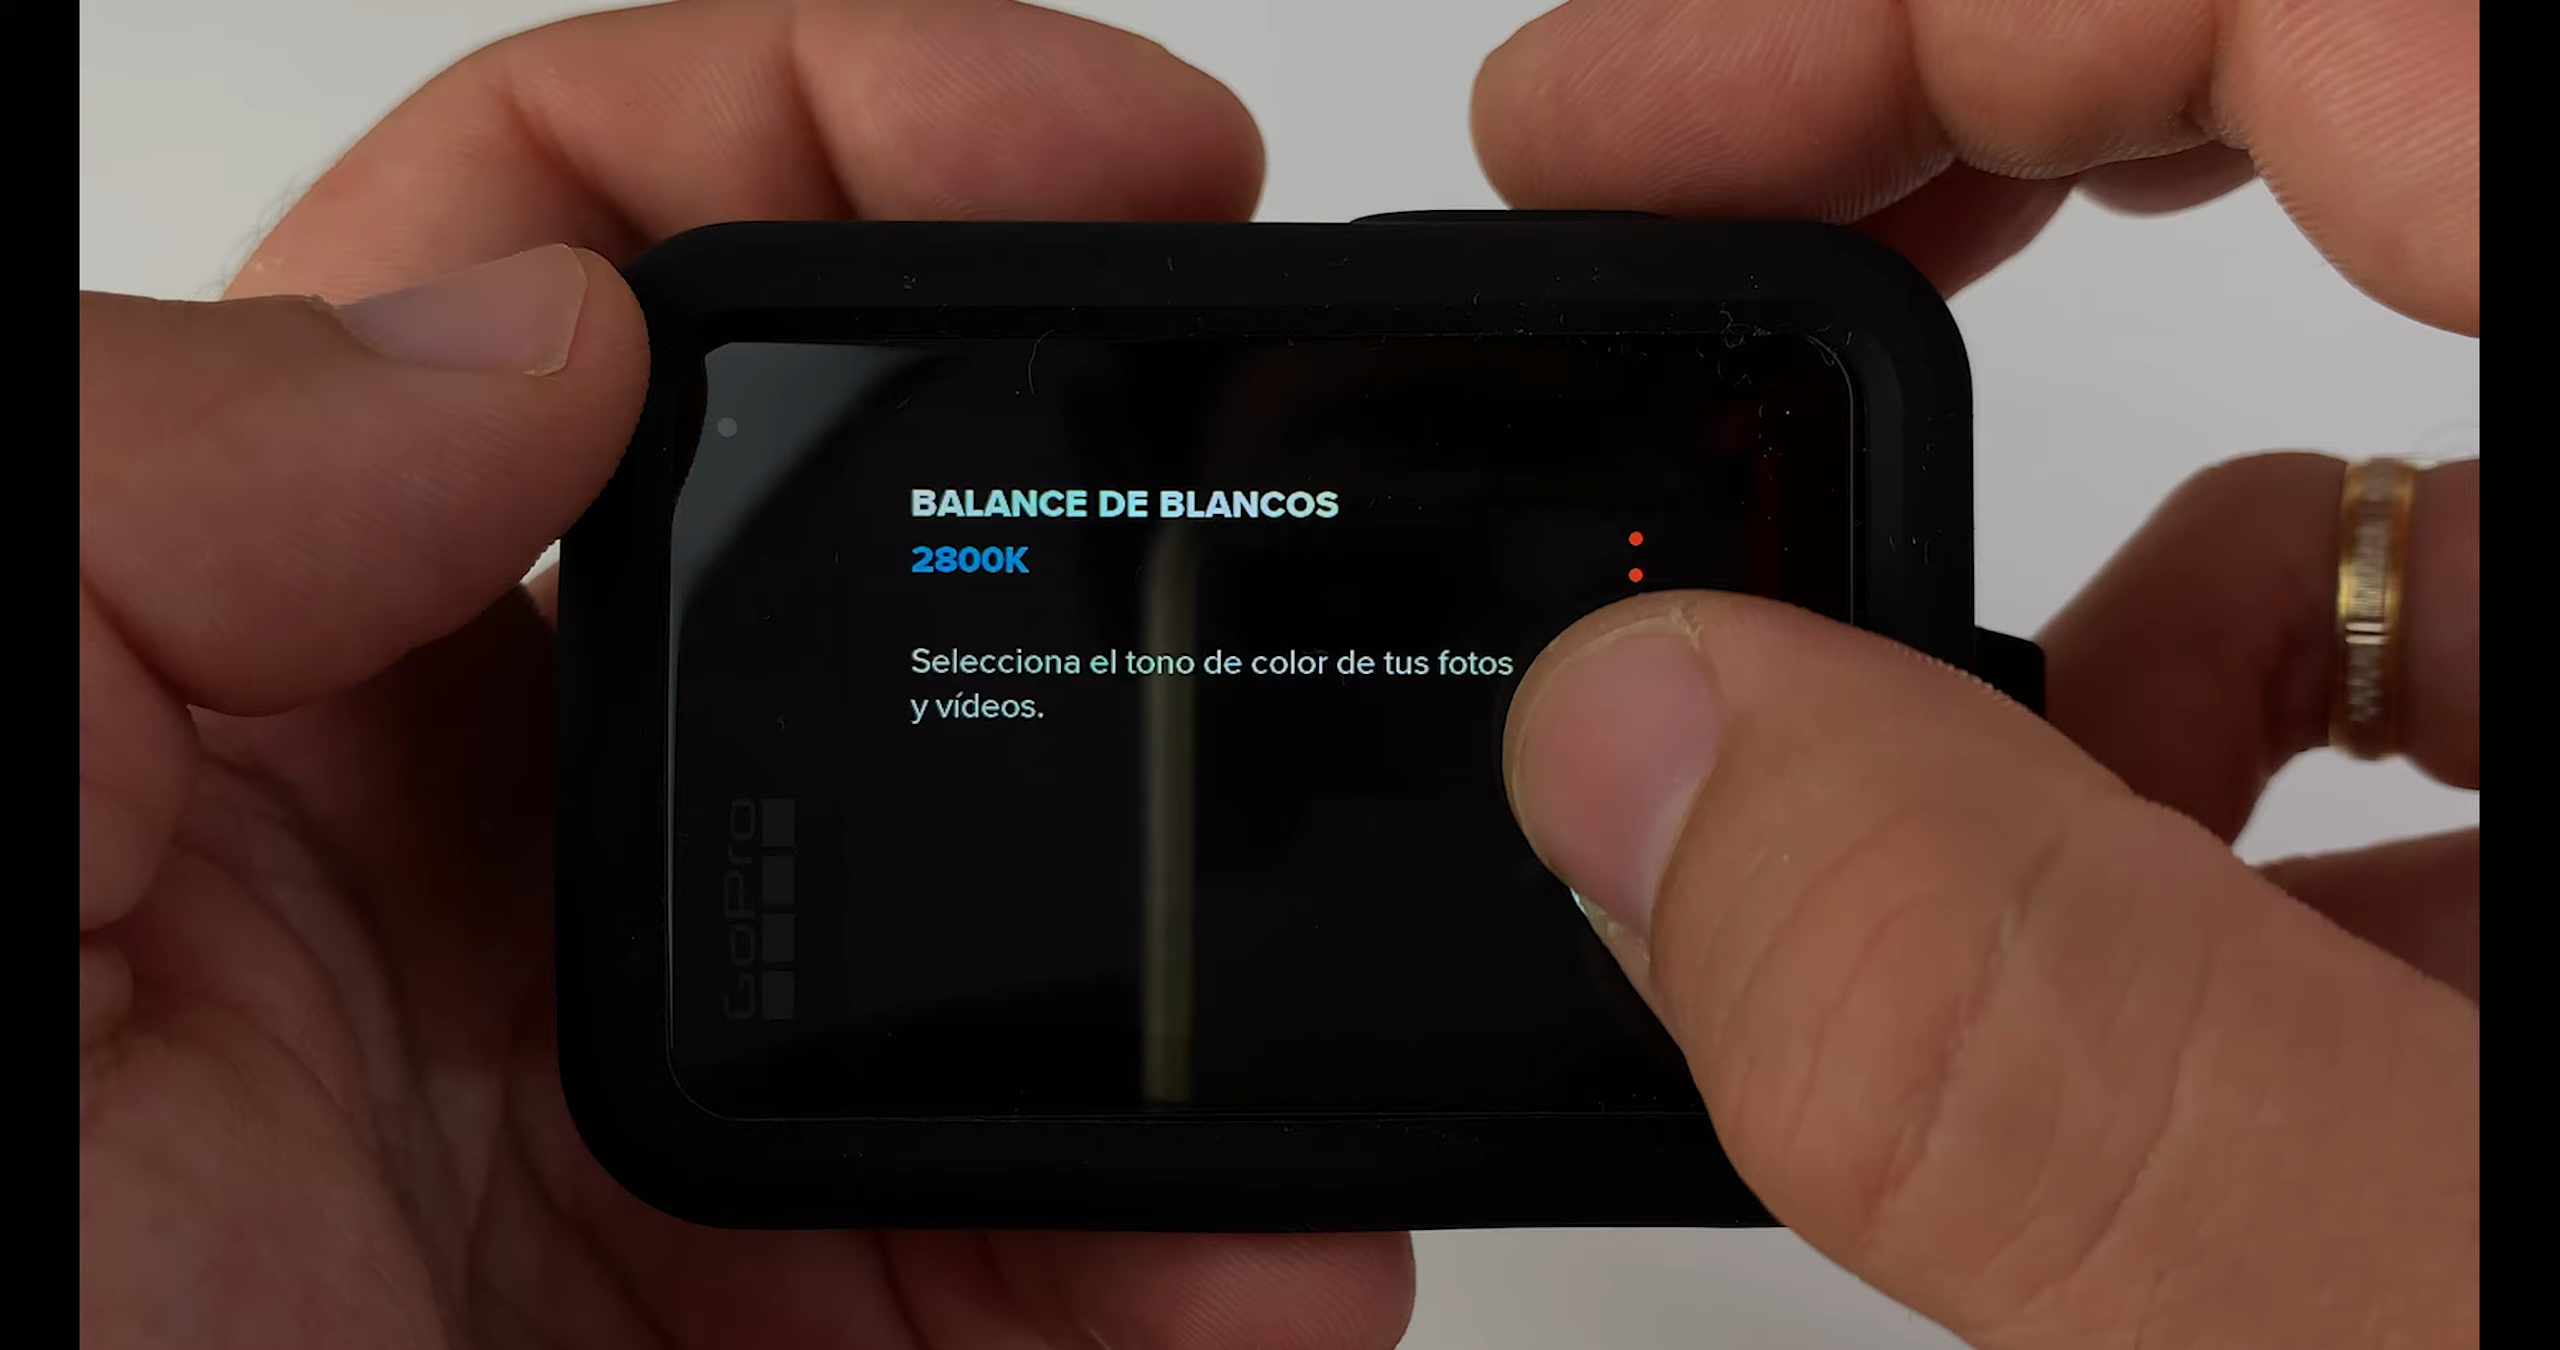 BALANCE DE BLANCOS
2800K
Selecciona el tono de color de tus fotos
y vídeos.
GoPro